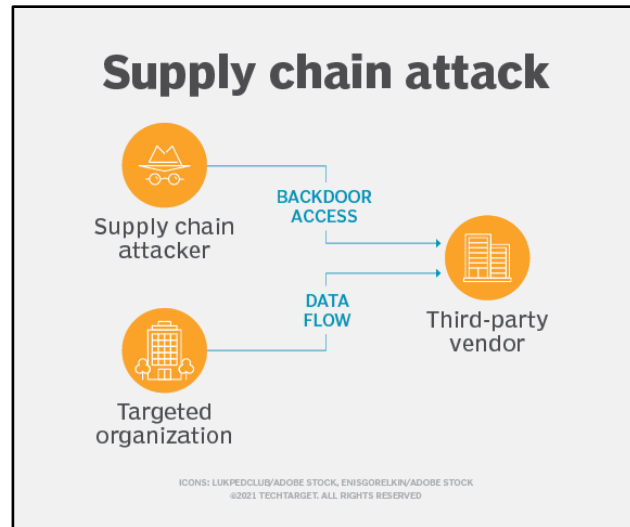 Supply chain attack
BACKDOOR
ACCESS
Supply chain
attacker
DATA
FLOW
Third-party
vendor
Targeted
organization
ICONS: LUKPEDCLUB/ADOBE STOCK, ENISGORELKIN/ADOBE STOCK
©2021 TECHTARGET. ALL RIGHTS RESERVED